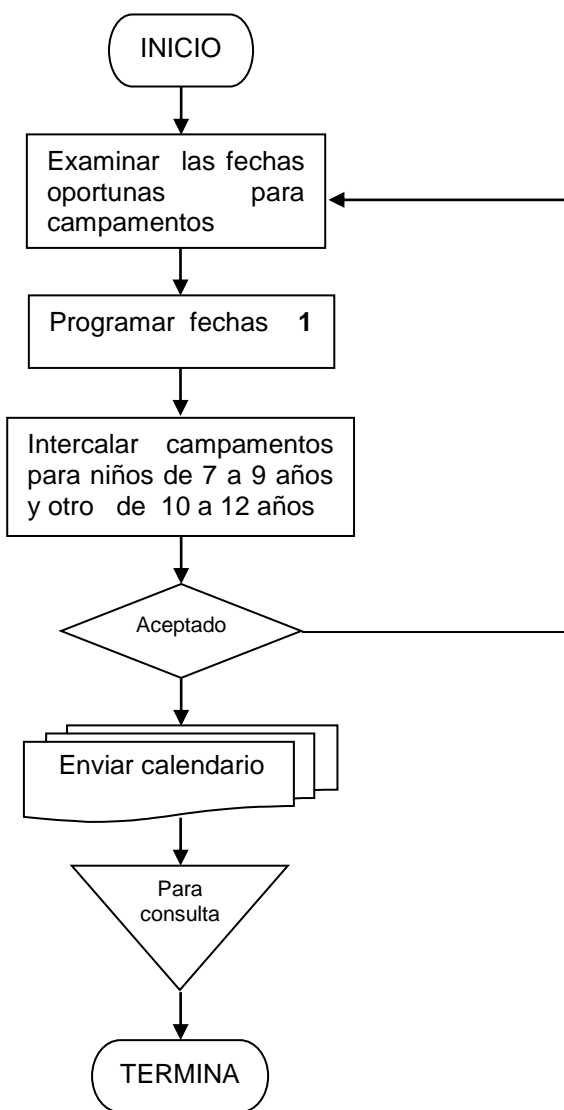 INICIO
Examinar las fechas
oportunas para
campamentos
Programar fechas 1
Intercalar campamentos
para niños de 7 a 9 años
y otro de 10 a 12 años
Aceptado
Enviar calendario
Para
consulta
TERMINA